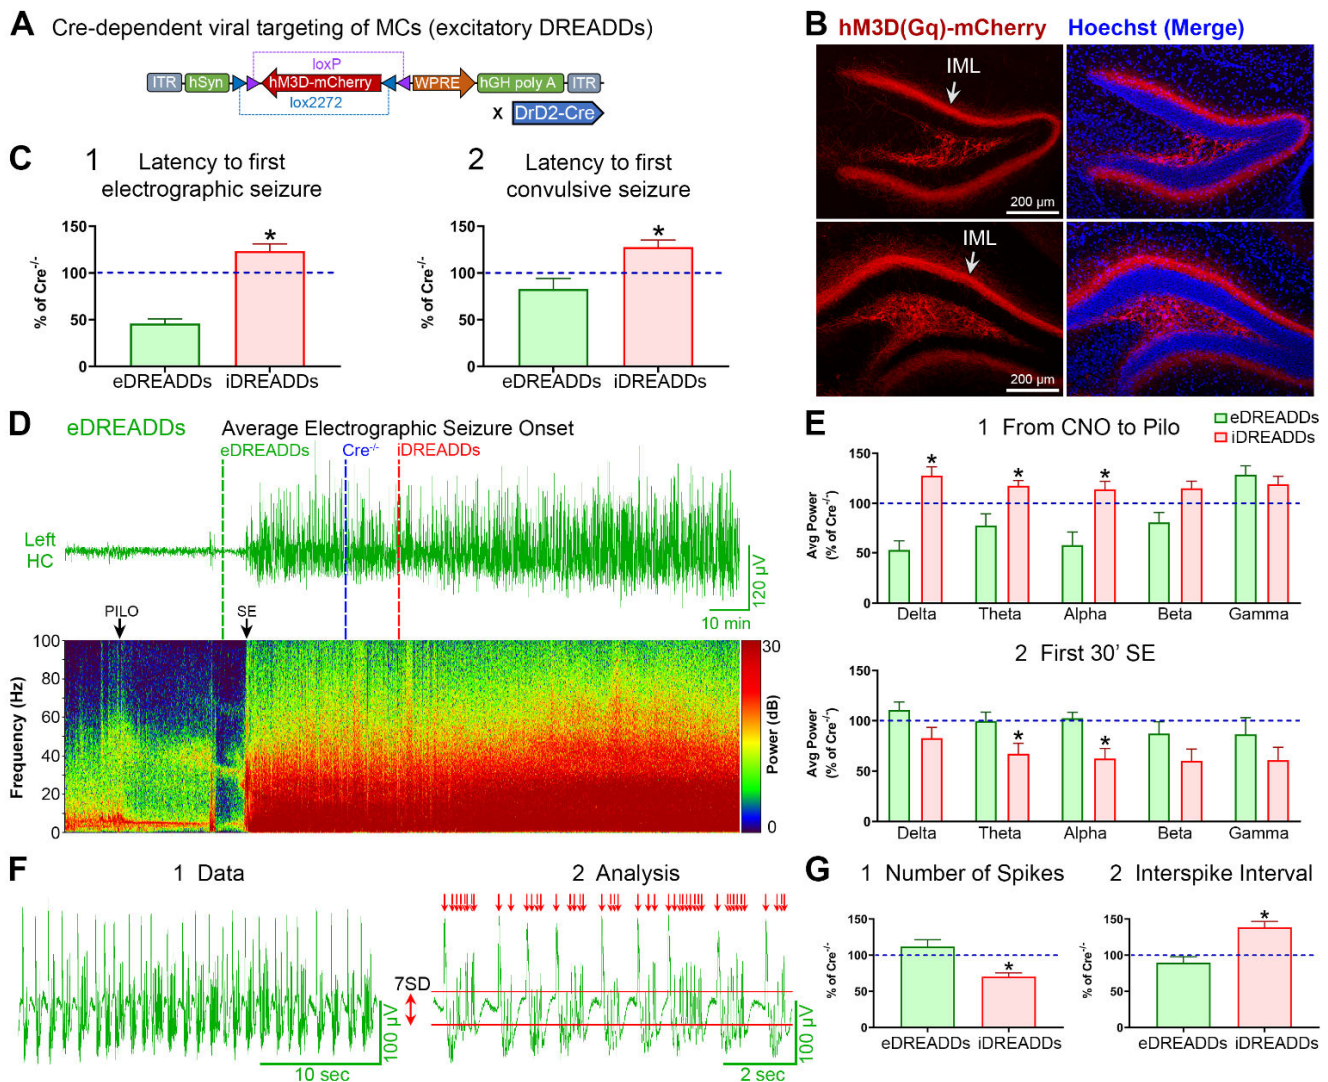 A Cre-dependent viral targeting of MCs (excitatory DREADDs)
loxP
ITR hSyn hM3D-mCherry WPRE hGH poly A ITR
lox2272
x DrD2-Cre
B hM3D(Gq)-mCherry Hoechst (Merge)
IML
200 µm
IML
200 µm
C 1 Latency to first
electrographic seizure
% of Cre-/-
150
100
50
0
eDREADDs iDREADDs
*
2 Latency to first
convulsive seizure
% of Cre-/-
150
100
50
0
eDREADDs iDREADDs
*
D eDREADDs Average Electrographic Seizure Onset
eDREADDs Cre-/- iDREADDs
Left
HC
120 µV
10 min
PILO SE
Frequency (Hz)
100
80
60
40
20
0
30
Power (dB)
0
E 1 From CNO to Pilo
eDREADDs
iDREADDs
Avg Power
(% of Cre-/-)
150
100
50
0
* * *
Delta Theta Alpha Beta Gamma
2 First 30' SE
Avg Power
(% of Cre-/-)
150
100
50
0
* *
Delta Theta Alpha Beta Gamma
F 1 Data 2 Analysis
7SD
100 µV
10 sec
100 µV
2 sec
G 1 Number of Spikes
% of Cre-/-
150
100
50
0
*
eDREADDs iDREADDs
2 Interspike Interval
% of Cre-/-
150
100
50
0
*
eDREADDs iDREADDs